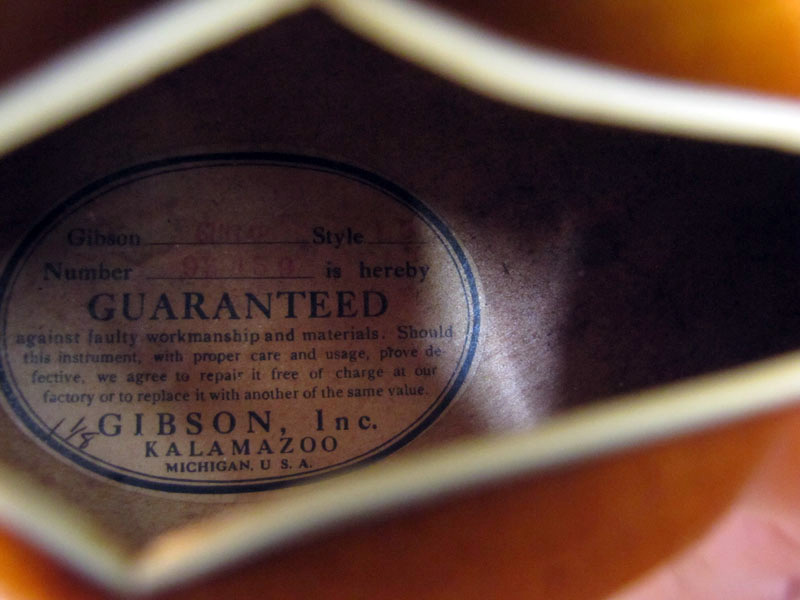 Gibson Guitar Style L 5
Number is hereby
GUARANTEED
against faulty workmanship and materials. Should
this instrument, with proper care and usage, prove de-
fective, we agree to repair it free of charge at our
factory or to replace it with another of the same value.
GIBSON, Inc.
KALAMAZOO
MICHIGAN, U. S. A.